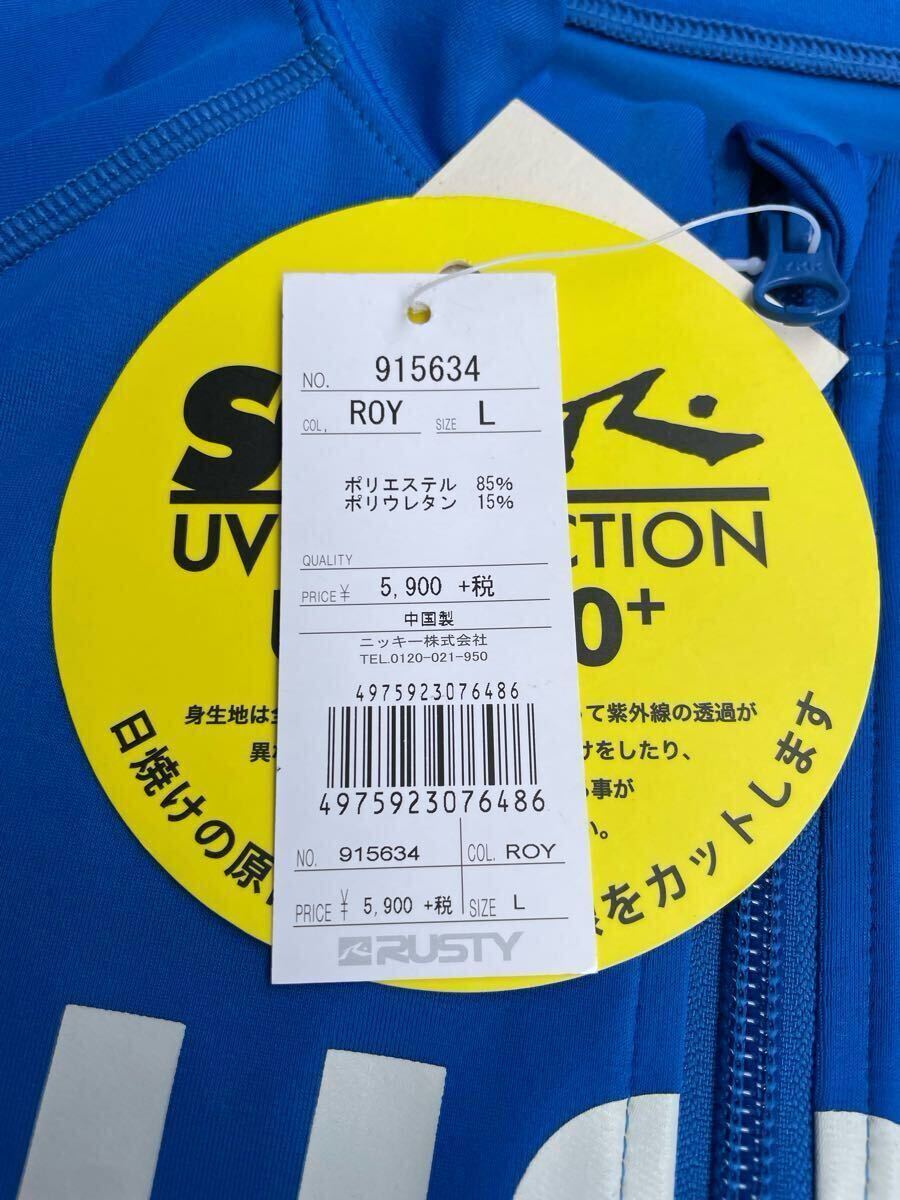 NO. 915634
COL, ROY SIZE L
ポリエステル 85%
ポリウレタン 15%
QUALITY
PRICE¥ 5,900 +税
中国製
ニッキー株式会社
TEL.0120-021-950
4975923076486
4975923076486
NO. 915634 COL. ROY
PRICE ¥ 5,900 +税 SIZE L
RUSTY
UV CTION
0+
身生地は て紫外線の透過が
異 けをしたり、
事が
。
日焼けの原 をカットします
YKK